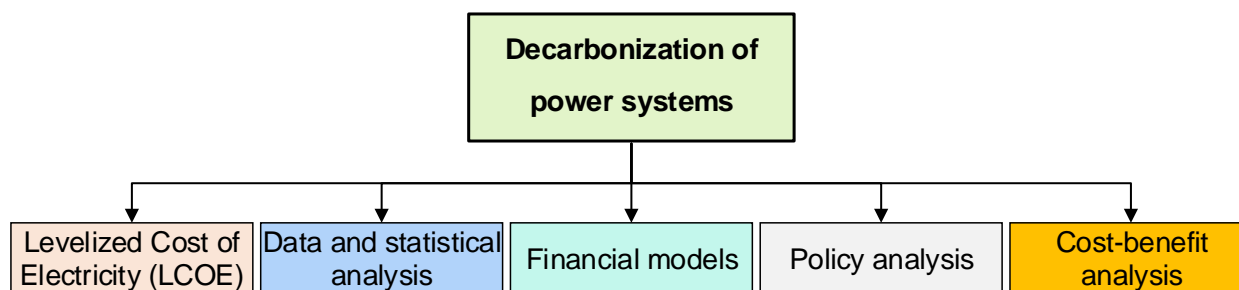 Decarbonization of
power systems
Levelized Cost of
Electricity (LCOE)
Data and statistical
analysis
Financial models
Policy analysis
Cost-benefit
analysis